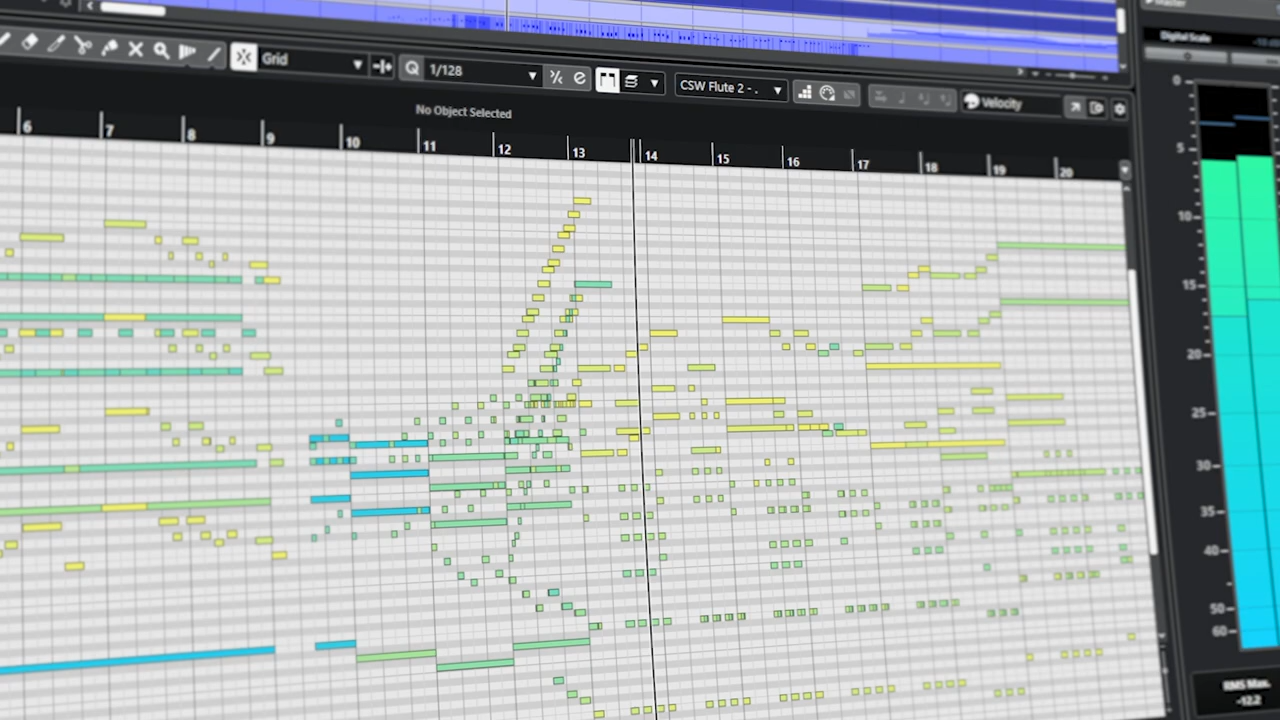 Master
Digital Scale
Grid
1/128
CSW Flute 2 - .
Velocity
No Object Selected
6 7 8 9 10 11 12 13 14 15 16 17 18 19 20
0
5
10
15
20
25
30
35
40
50
60
RMS Max.
-12.2